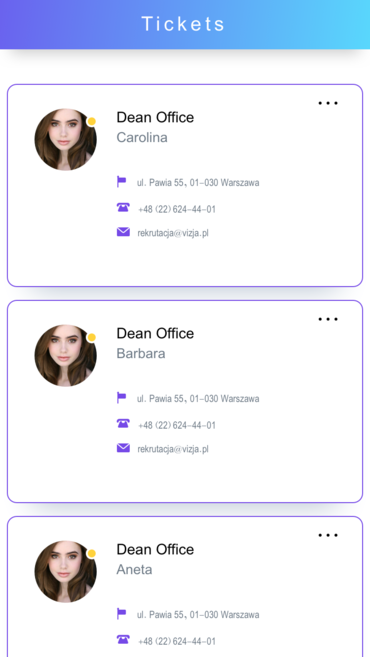 Tickets
Dean Office
Carolina
ul. Pawia 55, 01-030 Warszawa
+48 (22) 624-44-01
rekrutacja@vizja.pl
Dean Office
Barbara
ul. Pawia 55, 01-030 Warszawa
+48 (22) 624-44-01
rekrutacja@vizja.pl
Dean Office
Aneta
ul. Pawia 55, 01-030 Warszawa
+48 (22) 624-44-01